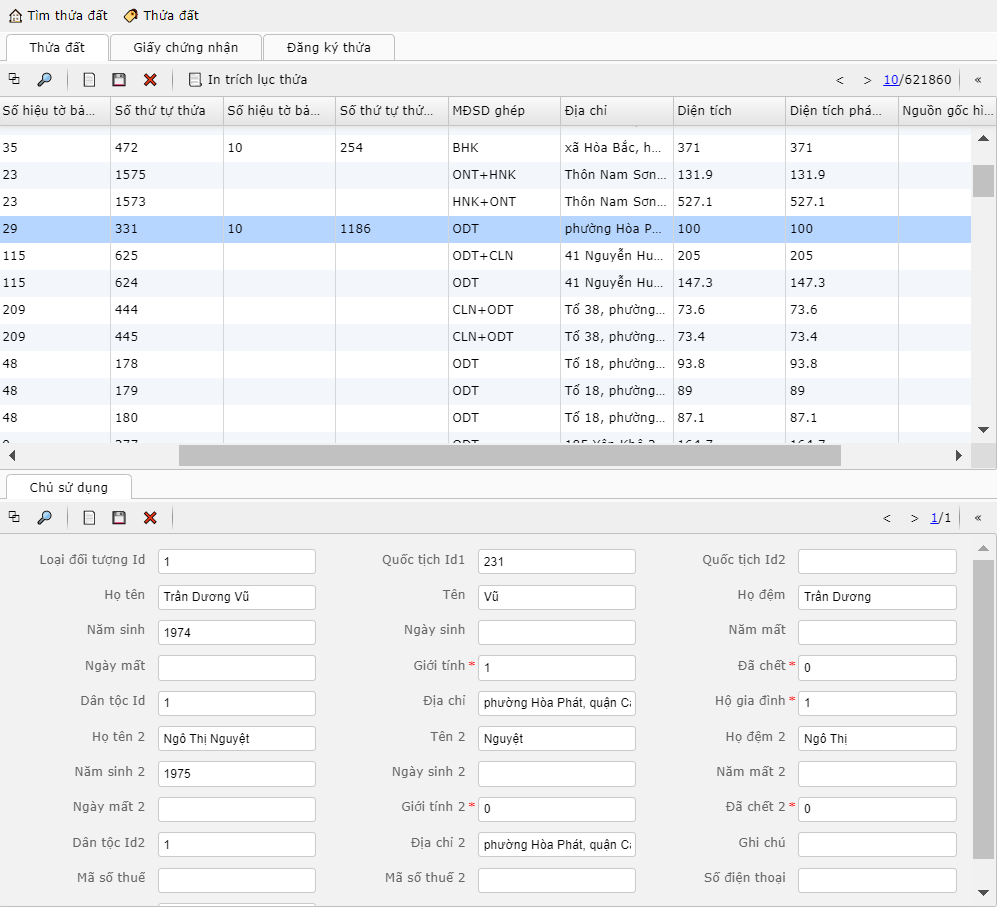 Tìm thửa đất Thửa đất
Thửa đất Giấy chứng nhận Đăng ký thửa
In trích lục thửa < > 10/621860 «
Số hiệu tờ bả... Số thứ tự thửa Số hiệu tờ bả... Số thứ tự thử... MĐSD ghép Địa chỉ Diện tích Diện tích phá... Nguồn gốc hì...
35 472 10 254 BHK xã Hòa Bắc, h... 371 371
23 1575 ONT+HNK Thôn Nam Sơn... 131.9 131.9
23 1573 HNK+ONT Thôn Nam Sơn... 527.1 527.1
29 331 10 1186 ODT phường Hòa P... 100 100
115 625 ODT+CLN 41 Nguyễn Hu... 205 205
115 624 ODT 41 Nguyễn Hu... 147.3 147.3
209 444 CLN+ODT Tổ 38, phường... 73.6 73.6
209 445 CLN+ODT Tổ 38, phường... 73.4 73.4
48 178 ODT Tổ 18, phường... 93.8 93.8
48 179 ODT Tổ 18, phường... 89 89
48 180 ODT Tổ 18, phường... 87.1 87.1
Chủ sử dụng
< > 1/1 «
Loại đối tượng Id 1 Quốc tịch Id1 231 Quốc tịch Id2
Họ tên Trần Dương Vũ Tên Vũ Họ đệm Trần Dương
Năm sinh 1974 Ngày sinh Năm mất
Ngày mất Giới tính * 1 Đã chết * 0
Dân tộc Id 1 Địa chỉ phường Hòa Phát, quận Cẩ Hộ gia đình * 1
Họ tên 2 Ngô Thị Nguyệt Tên 2 Nguyệt Họ đệm 2 Ngô Thị
Năm sinh 2 1975 Ngày sinh 2 Năm mất 2
Ngày mất 2 Giới tính 2 * 0 Đã chết 2 * 0
Dân tộc Id2 1 Địa chỉ 2 phường Hòa Phát, quận Cẩ Ghi chú
Mã số thuế Mã số thuế 2 Số điện thoại